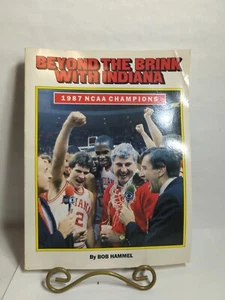 BEYOND THE BRINK
WITH INDIANA
1987 NCAA CHAMPIONS
By BOB HAMMEL